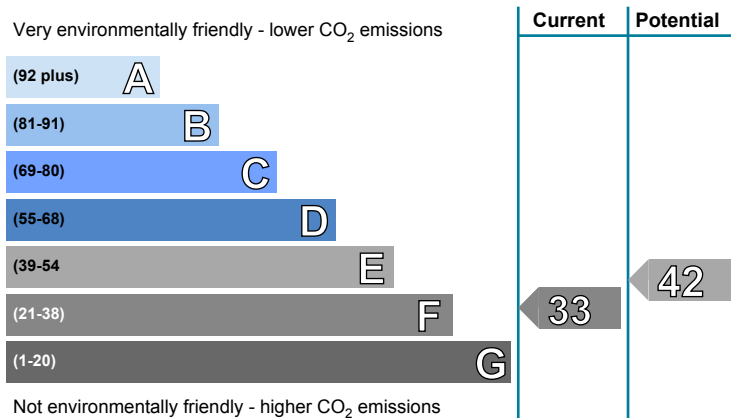 Very environmentally friendly - lower CO₂ emissions
Current
Potential
(92 plus) A
(81-91) B
(69-80) C
(55-68) D
(39-54 E
(21-38) F
(1-20) G
33
42
Not environmentally friendly - higher CO₂ emissions